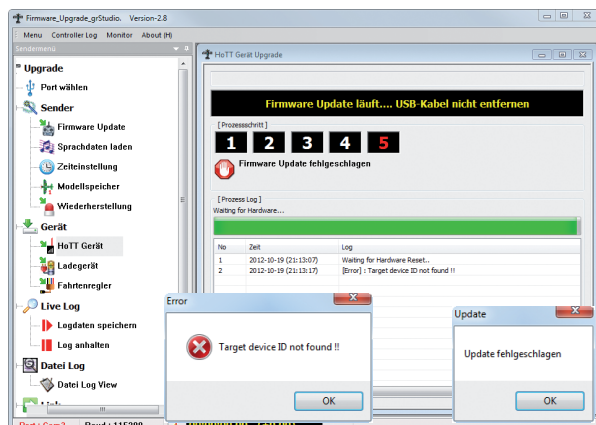 Firmware_Upgrade_grStudio. Version-2.8
Menu Controller Log Monitor About (H)
Sendermenü
Upgrade
Port wählen
Sender
Firmware Update
Sprachdaten laden
Zeiteinstellung
Modellspeicher
Wiederherstellung
Gerät
HoTT Gerät
Ladegerät
Fahrtenregler
Live Log
Logdaten speichern
Log anhalten
Datei Log
Datei Log View
HoTT Gerät Upgrade
Firmware Update läuft.... USB-Kabel nicht entfernen
[ Prozessschritt ]
1 2 3 4 5
Firmware Update fehlgeschlagen
[ Prozess Log ]
Waiting for Hardware...
No Zeit Log
1 2012-10-19 (21:13:07) Waiting for Hardware Reset..
2 2012-10-19 (21:13:17) [Error] : Target device ID not found !!
Error
Target device ID not found !!
OK
Update
Update fehlgeschlagen
OK